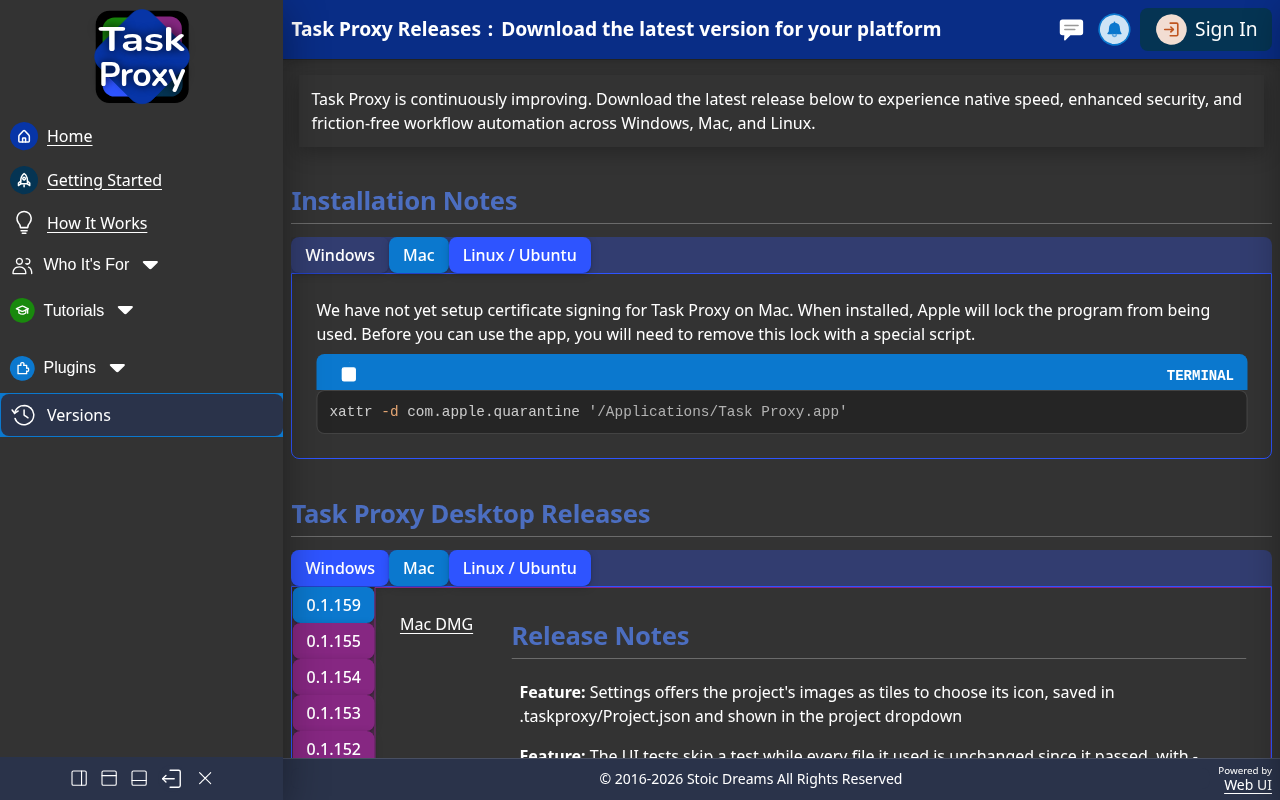 Task Proxy
Home
Getting Started
How It Works
Who It's For
Tutorials
Plugins
Versions
Task Proxy Releases : Download the latest version for your platform
Sign In
Task Proxy is continuously improving. Download the latest release below to experience native speed, enhanced security, and
friction-free workflow automation across Windows, Mac, and Linux.
Installation Notes
Windows Mac Linux / Ubuntu
We have not yet setup certificate signing for Task Proxy on Mac. When installed, Apple will lock the program from being
used. Before you can use the app, you will need to remove this lock with a special script.
TERMINAL
xattr -d com.apple.quarantine '/Applications/Task Proxy.app'
Task Proxy Desktop Releases
Windows Mac Linux / Ubuntu
0.1.159
0.1.155
0.1.154
0.1.153
0.1.152
Mac DMG
Release Notes
Feature: Settings offers the project's images as tiles to choose its icon, saved in
.taskproxy/Project.json and shown in the project dropdown
Feature: The UI tests skip a test while every file it used is unchanged since it passed, with -
© 2016-2026 Stoic Dreams All Rights Reserved
Powered by
Web UI